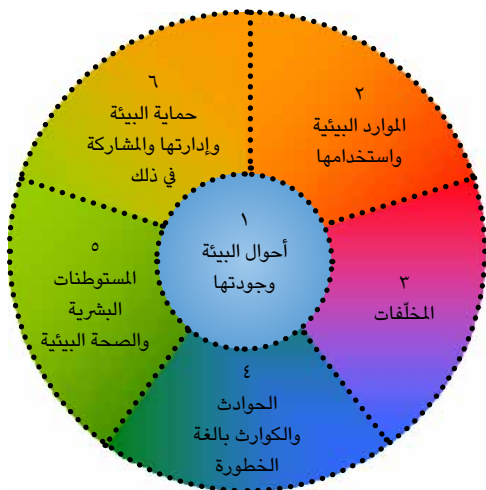 ١
أحوال البيئة
وجودتها
٢
الموارد البيئية
واستخدامها
٣
المخلّفات
٤
الحوادث
والكوارث بالغة
الخطورة
٥
المستوطنات
البشرية
والصحة البيئية
٦
حماية البيئة
وإدارتها والمشاركة
في ذلك